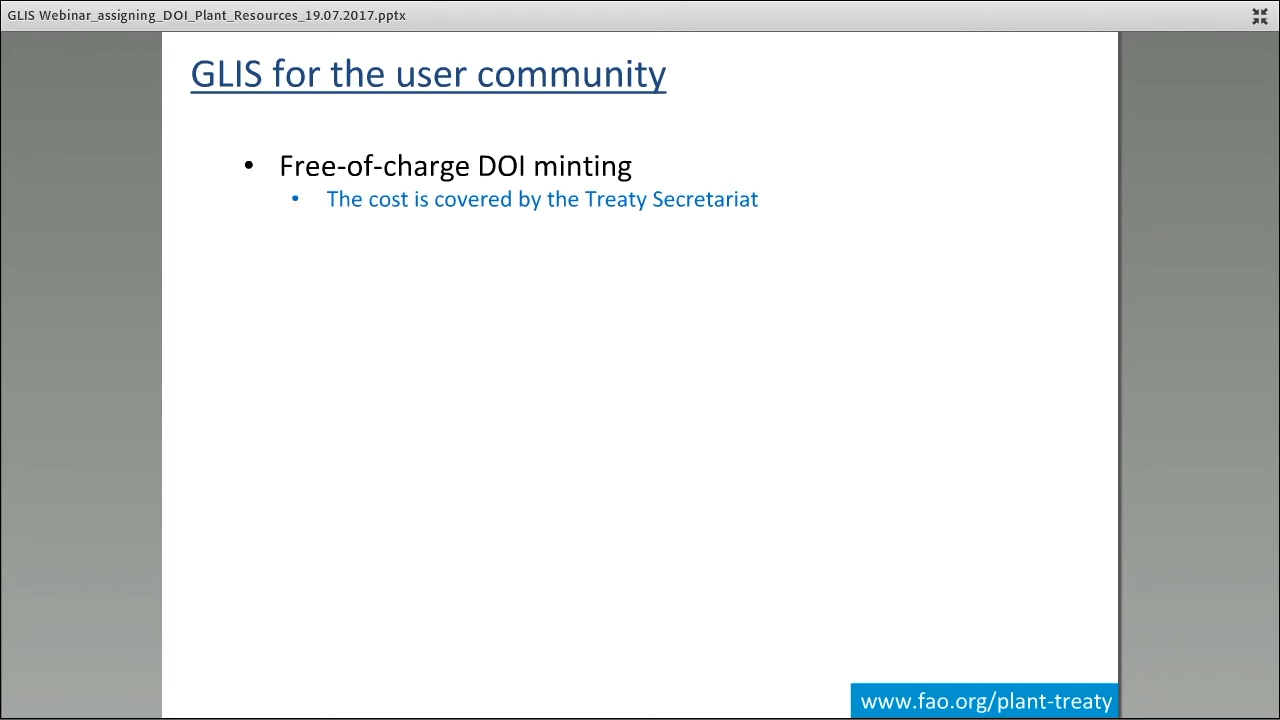 GLIS Webinar_assigning_DOI_Plant_Resources_19.07.2017.pptx
GLIS for the user community
• Free-of-charge DOI minting
• The cost is covered by the Treaty Secretariat
www.fao.org/plant-treaty